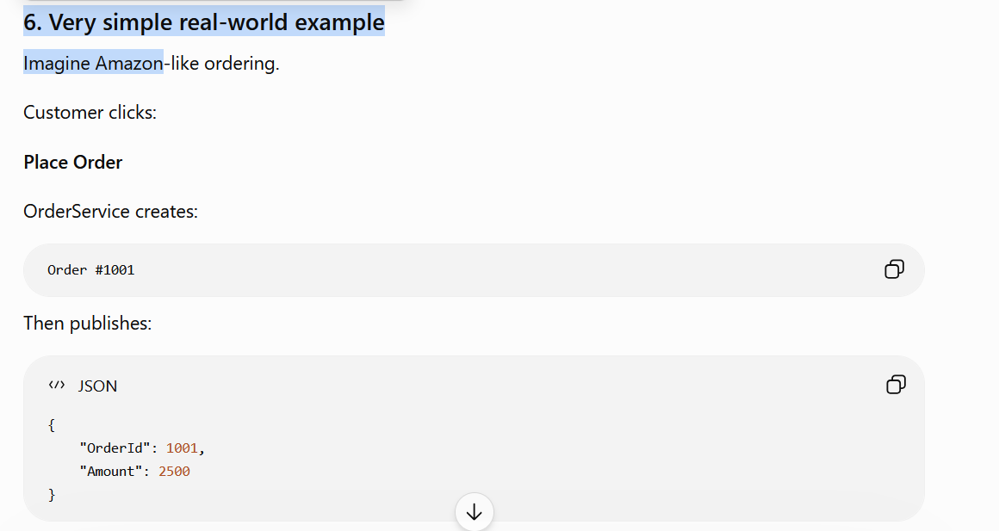 6. Very simple real-world example
Imagine Amazon-like ordering.
Customer clicks:
Place Order
OrderService creates:
Order #1001
Then publishes:
</> JSON
{
    "OrderId": 1001,
    "Amount": 2500
}